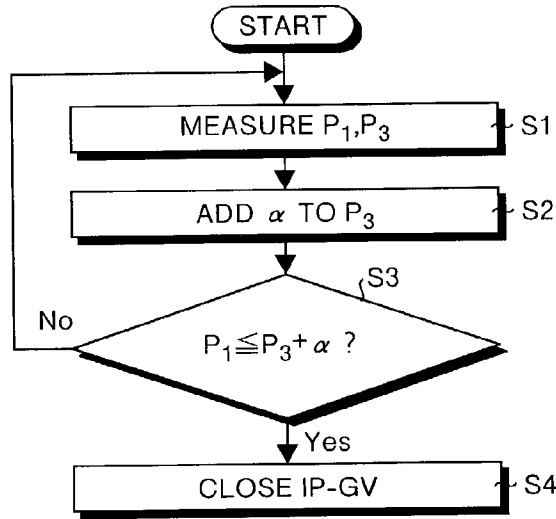 START
MEASURE P₁,P₃
S1
ADD α TO P₃
S2
S3
No
P₁≦P₃+α ?
Yes
CLOSE IP-GV
S4